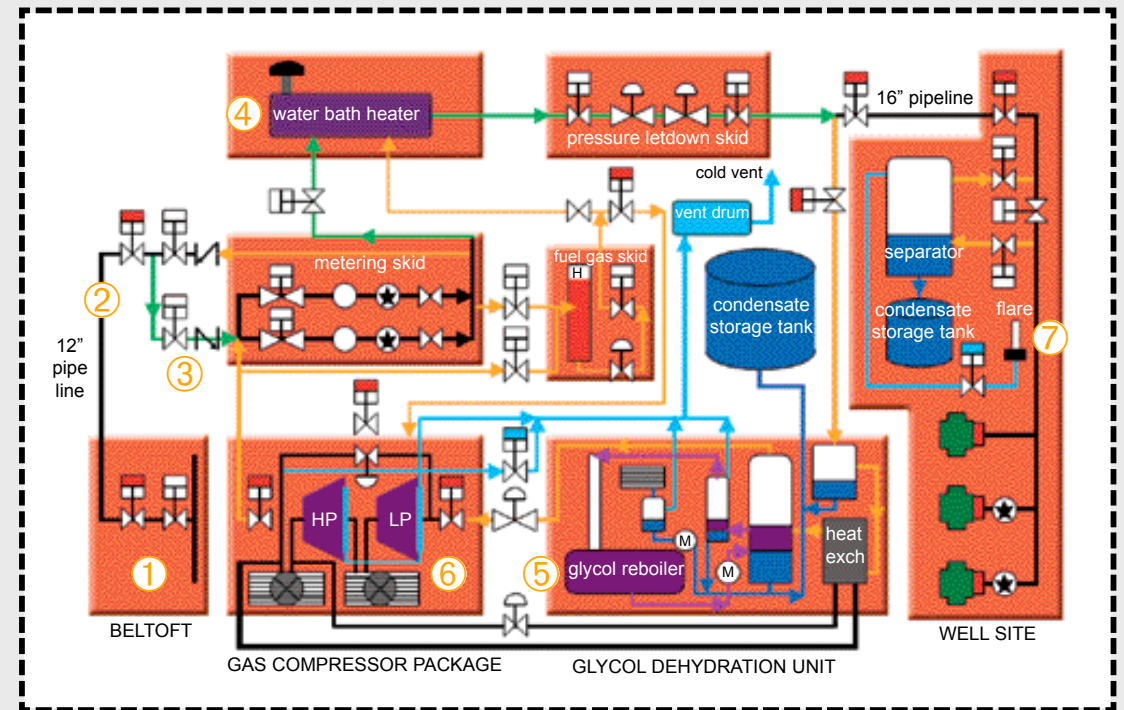 ④
water bath heater
pressure letdown skid
16” pipeline
cold vent
vent drum
metering skid
fuel gas skid
H
②
separator
condensate
storage tank
condensate
storage tank
flare
③
⑦
12”
pipe
line
HP
LP
M
heat
exch
①
⑥
⑤
glycol reboiler
M
BELTOFT
GAS COMPRESSOR PACKAGE
GLYCOL DEHYDRATION UNIT
WELL SITE